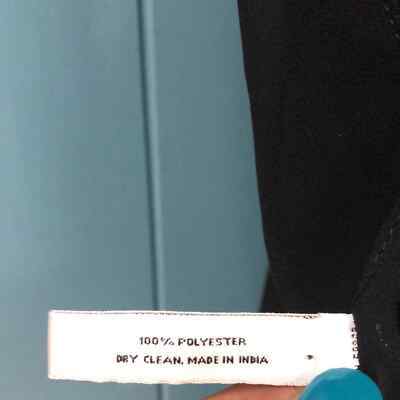 100% POLYESTER
DRY CLEAN, MADE IN INDIA